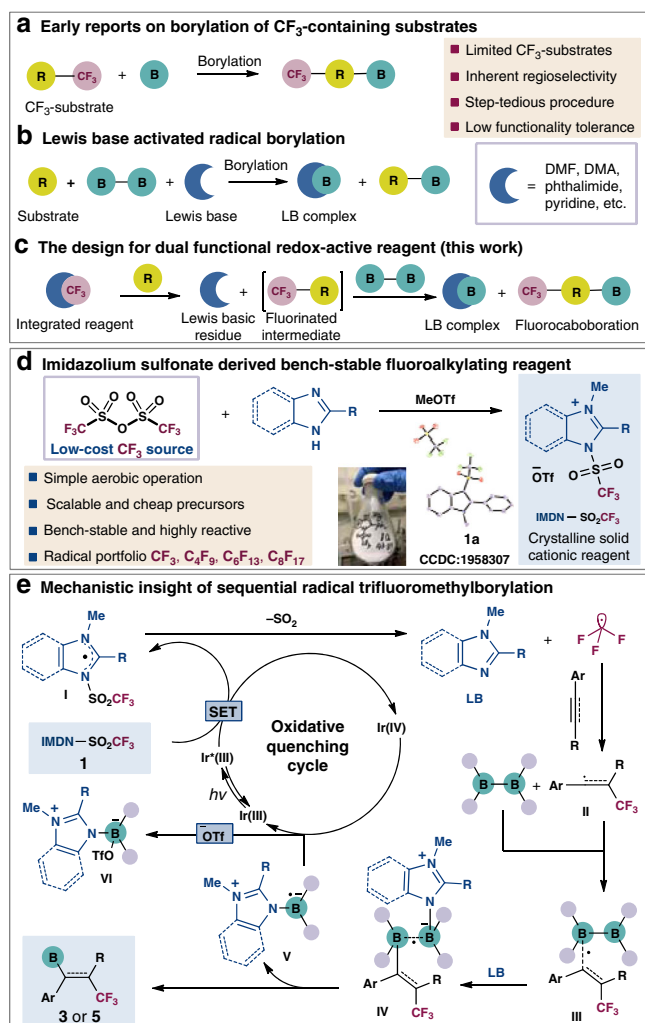 a Early reports on borylation of CF3-containing substrates
R CF3 + B Borylation CF3 R B
CF3-substrate
Limited CF3-substrates
Inherent regioselectivity
Step-tedious procedure
Low functionality tolerance
b Lewis base activated radical borylation
R + B B + Borylation B + R B
Substrate Lewis base LB complex
= DMF, DMA,
phthalimide,
pyridine, etc.
c The design for dual functional redox-active reagent (this work)
CF3 R + CF3 R B B B + CF3 R B
Integrated reagent Lewis basic
residue
Fluorinated
intermediate
LB complex Fluorocaboboration
d Imidazolium sulfonate derived bench-stable fluoroalkylating reagent
O O O O
S S
F3C O CF3
Low-cost CF3 source
+
N
R
N
H
MeOTf
Me
N +
R
N
−OTf
O S O
CF3
IMDN — SO2CF3
Crystalline solid
cationic reagent
Simple aerobic operation
Scalable and cheap precursors
Bench-stable and highly reactive
Radical portfolio CF3, C4F9, C6F13, C8F17
1a
CCDC:1958307
e Mechanistic insight of sequential radical trifluoromethylborylation
Me
N
R
N
I SO2CF3
–SO2
Me
N
R
N
LB
+
F F
F
IMDN—SO2CF3
1
SET
Oxidative
quenching
cycle
Ir*(III)
Ir(IV)
hv
Ir(III)
Ar
R
B B + Ar R
CF3
II
−OTf
Me N + R
N B −
TfO
VI
Me N + R
N B •−
V
Me
N +
R
N
B B −
Ar R
CF3
IV
LB
B B
Ar R
CF3
III
B R
Ar CF3
3 or 5